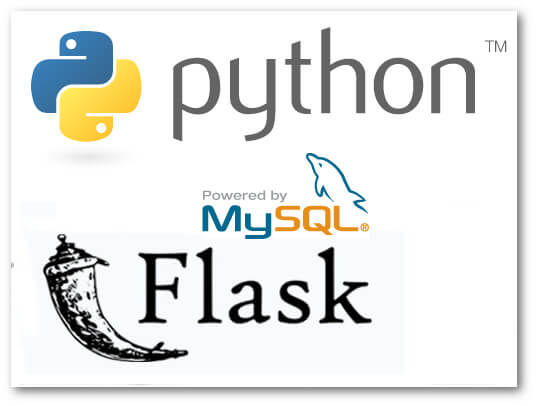 python™
Powered by
MySQL®
Flask